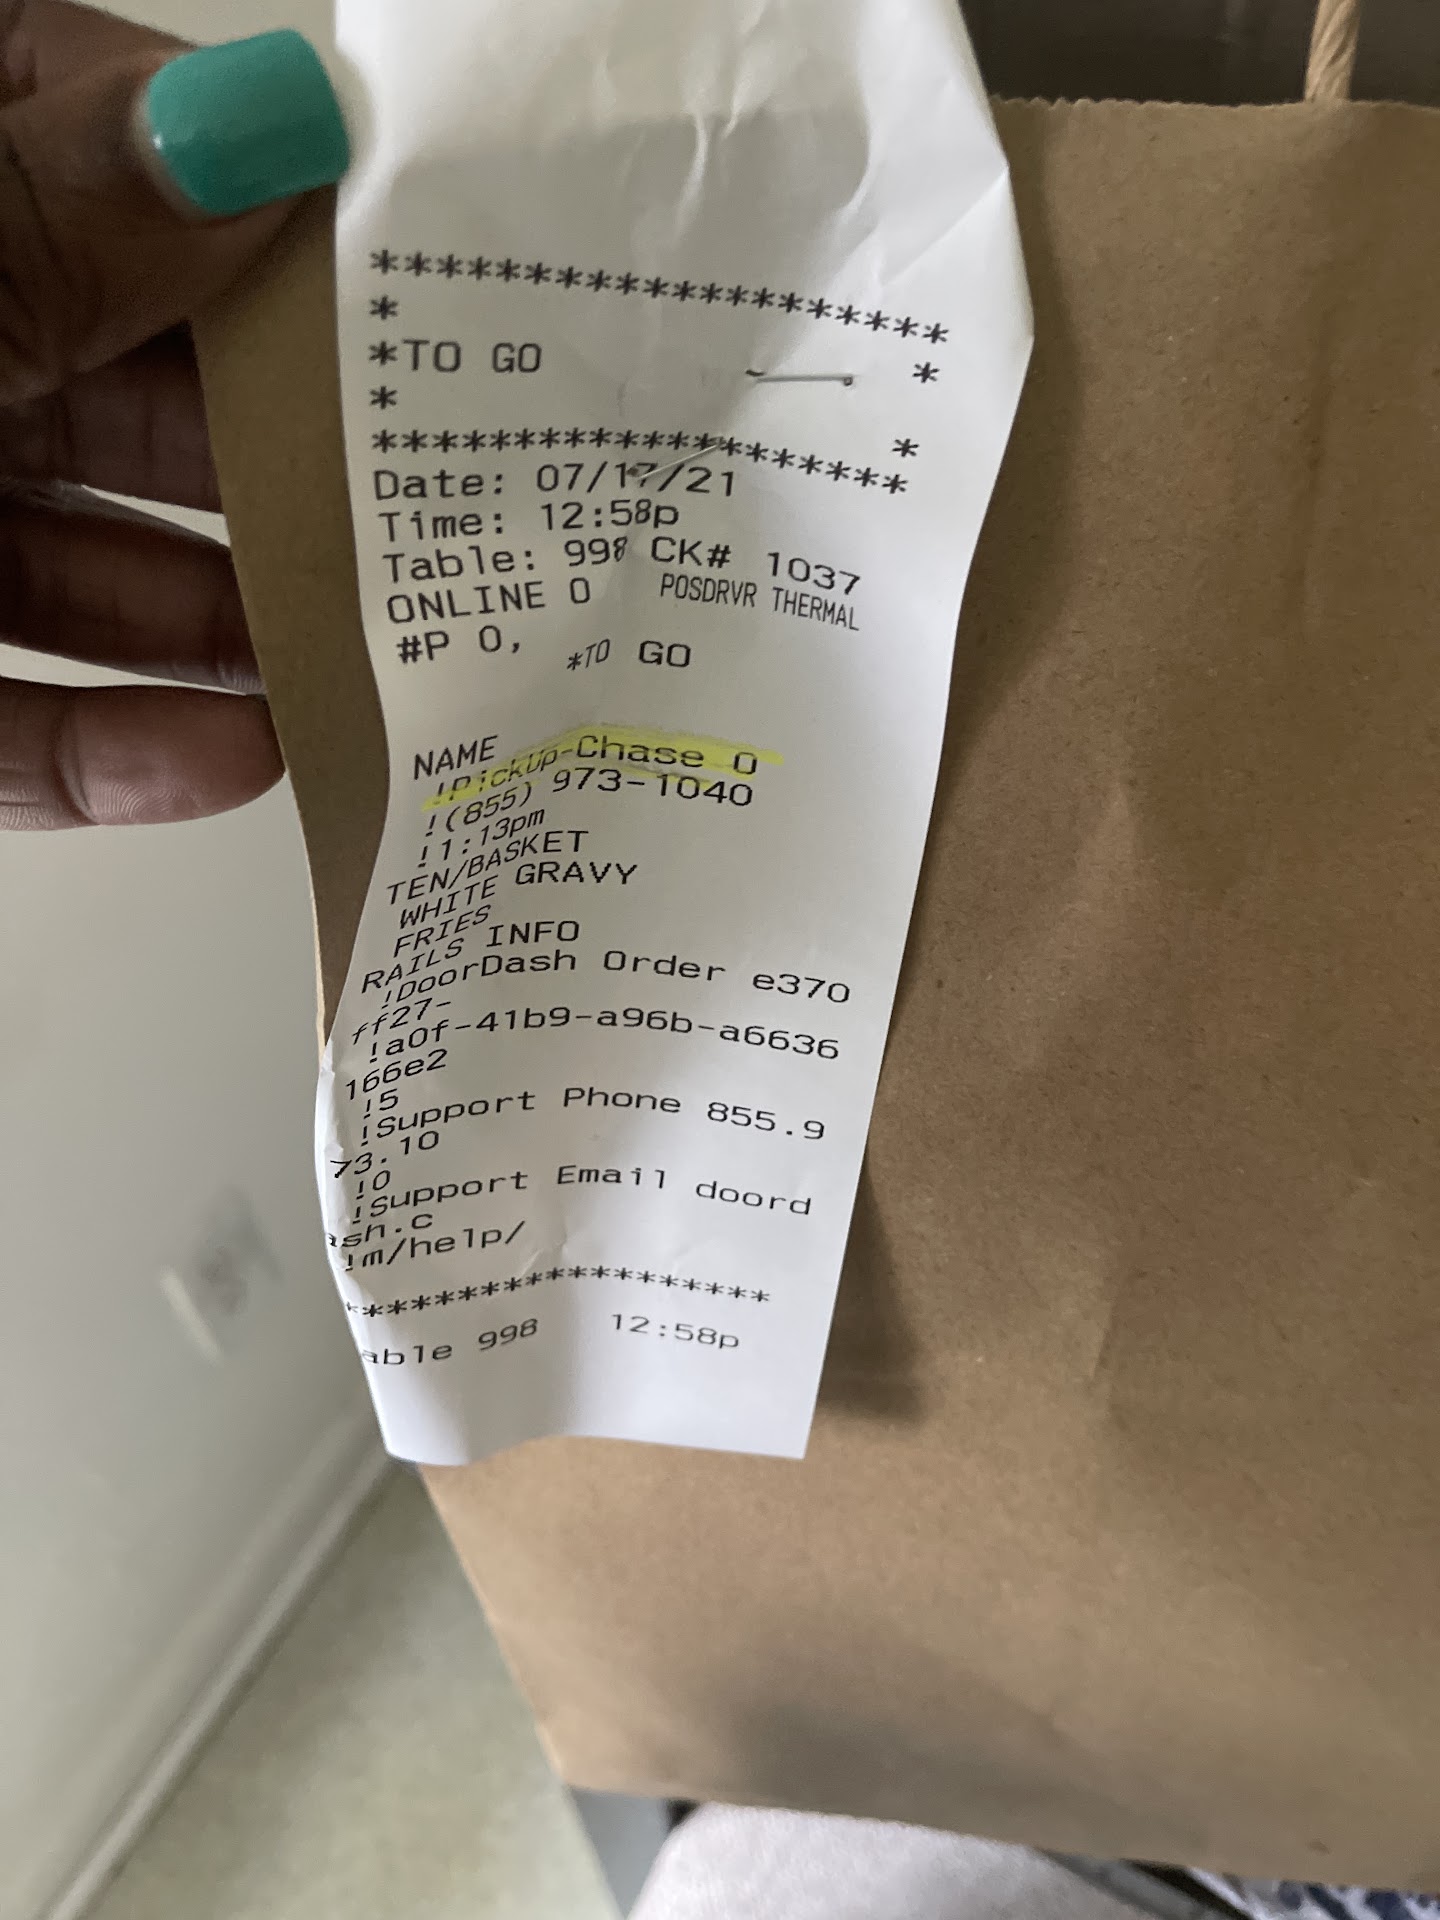 ********************
*
*TO GO *
*
******************* *
Date: 07/17/21
Time: 12:58p
Table: 998 CK# 1037
ONLINE O POSDRVR THERMAL
#P 0, *TO GO
NAME
!PickUp-Chase O
!(855) 973-1040
!1:13pm
TEN/BASKET
WHITE GRAVY
FRIES
RAILS INFO
!DoorDash Order e370
ff27-
!a0f-41b9-a96b-a6636
166e2
!5
!Support Phone 855.9
73.10
!0
!Support Email doord
ash.c
!m/help/
******************
able 998 12:58p